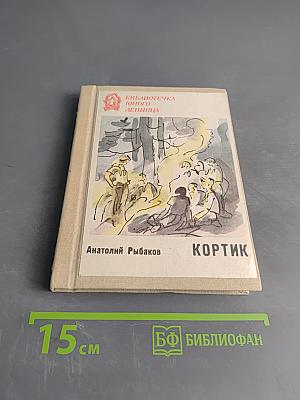 БИБЛИОТЕЧКА
ЮНОГО
ЛЕНИНЦА
Анатолий Рыбаков
КОРТИК
15 см
БФ БИБЛИОФАН